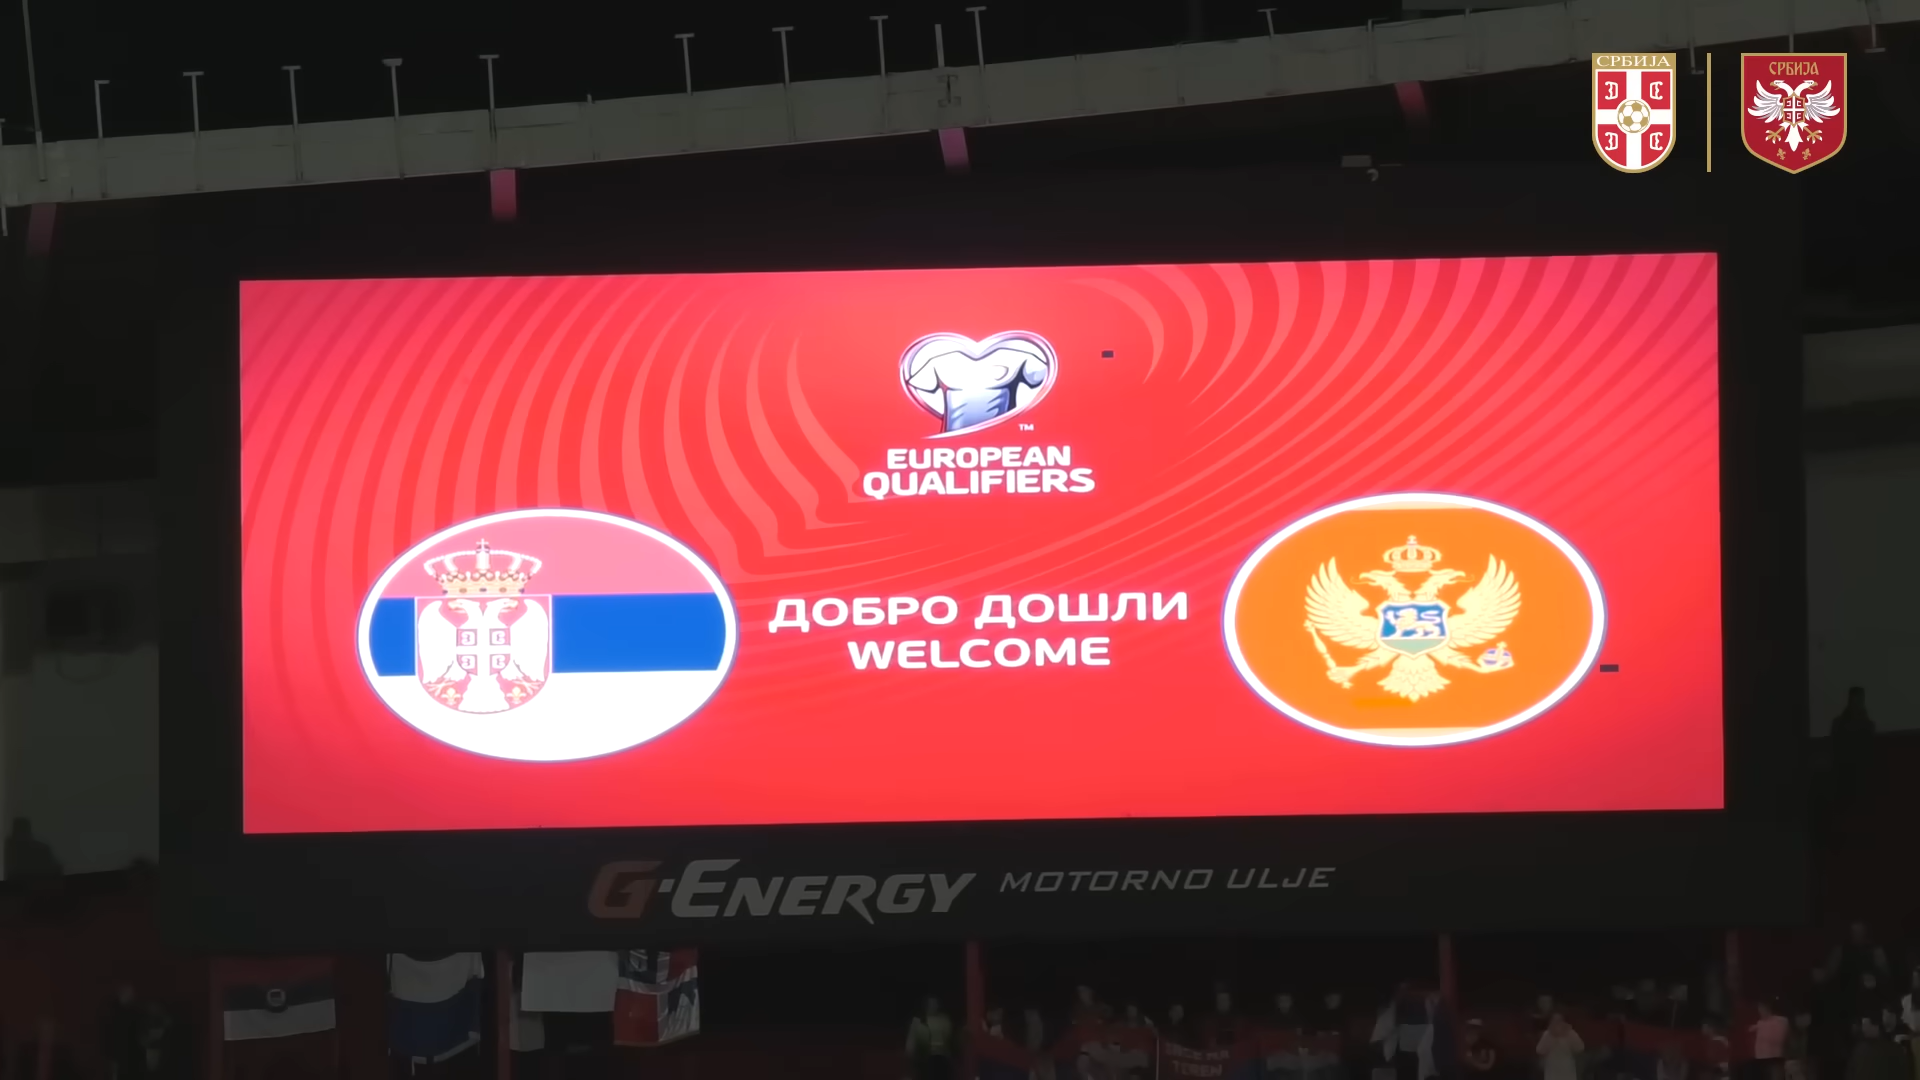 СРБИЈА
СРБИЈА
EUROPEAN
QUALIFIERS
ДОБРО ДОШЛИ
WELCOME
G-ENERGY MOTORNO ULJE